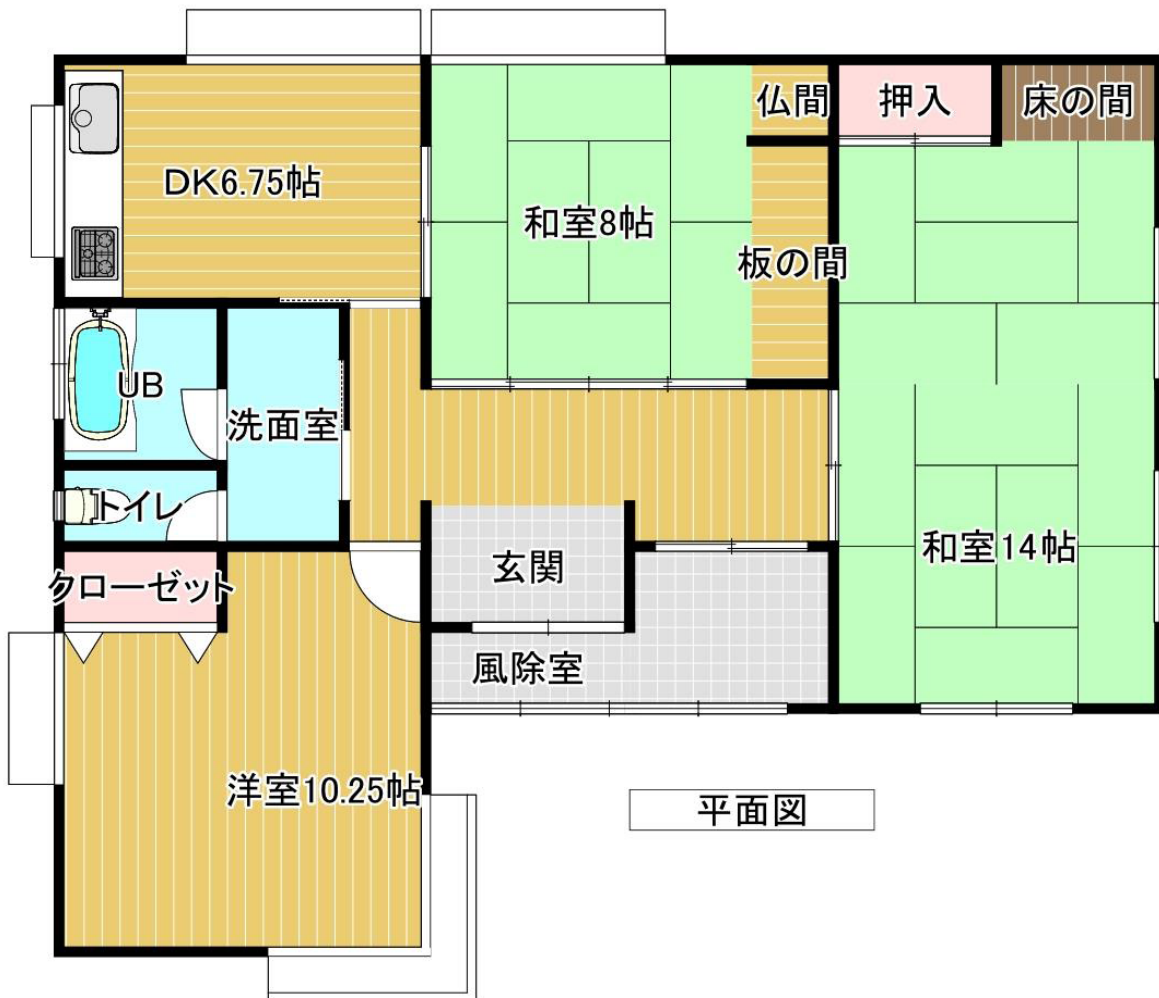 仏間
押入
床の間
DK6.75帖
和室8帖
板の間
UB
洗面室
トイレ
和室14帖
玄関
クローゼット
風除室
洋室10.25帖
平面図